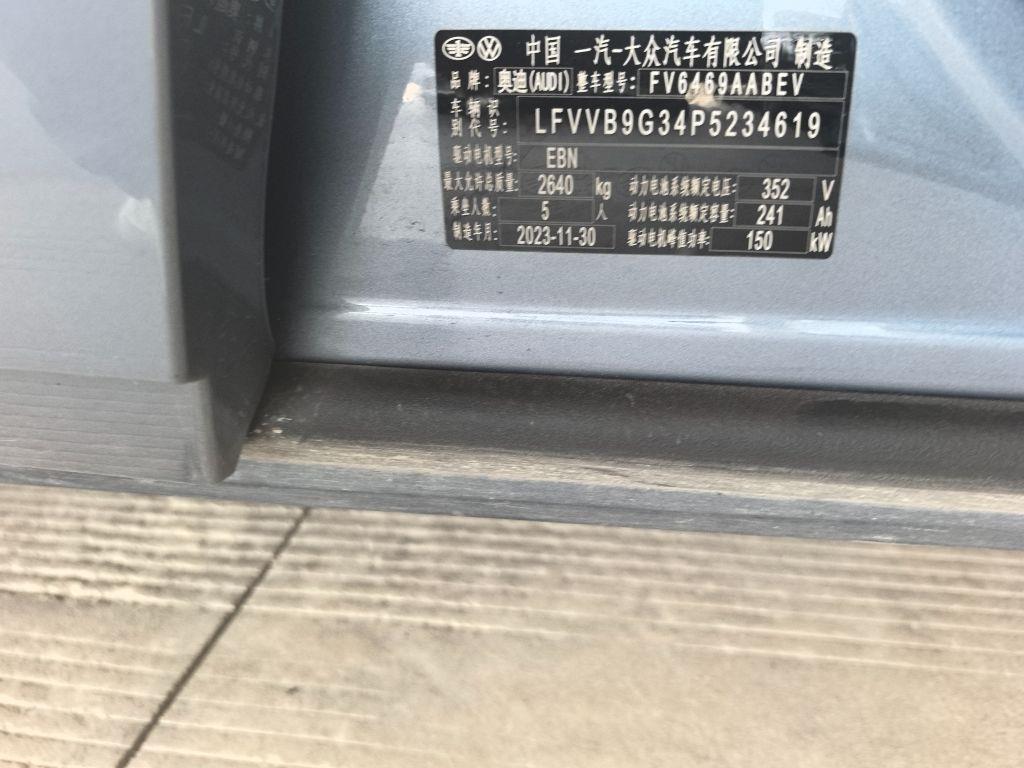 中国 一汽-大众汽车有限公司 制造
品牌: 奥迪(AUDI) 整车型号: FV6469AABEV
车辆识别代号: LFVVB9G34P5234619
驱动电机型号: EBN
最大允许总质量: 2640 kg 动力电池系统额定电压: 352 V
乘坐人数: 5 人 动力电池系统额定容量: 241 Ah
制造年月: 2023-11-30 驱动电机峰值功率: 150 kW